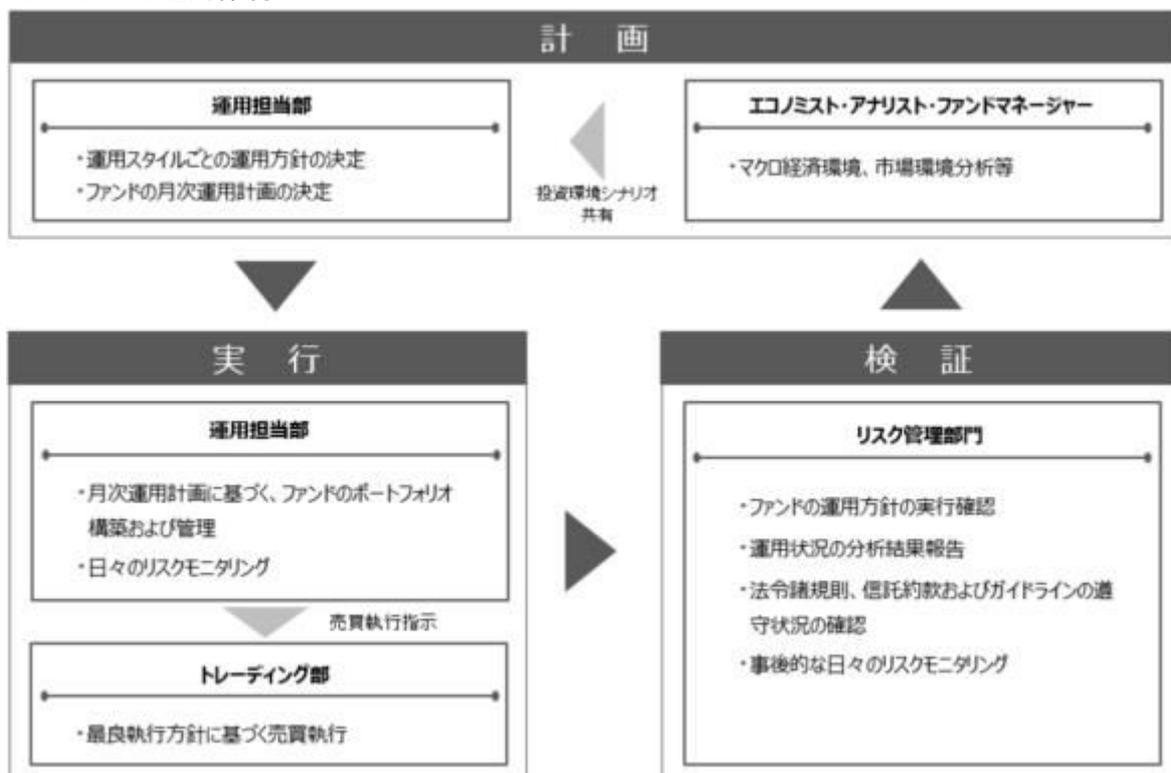 計 画
運用担当部
・運用スタイルごとの運用方針の決定
・ファンドの月次運用計画の決定
投資環境シナリオ
共有
エコノミスト・アナリスト・ファンドマネージャー
・マクロ経済環境、市場環境分析等
実 行
運用担当部
・月次運用計画に基づく、ファンドのポートフォリオ
構築および管理
・日々のリスクモニタリング
売買執行指示
トレーディング部
・最良執行方針に基づく売買執行
検 証
リスク管理部門
・ファンドの運用方針の実行確認
・運用状況の分析結果報告
・法令諸規則、信託約款およびガイドラインの遵
守状況の確認
・事後的な日々のリスクモニタリング